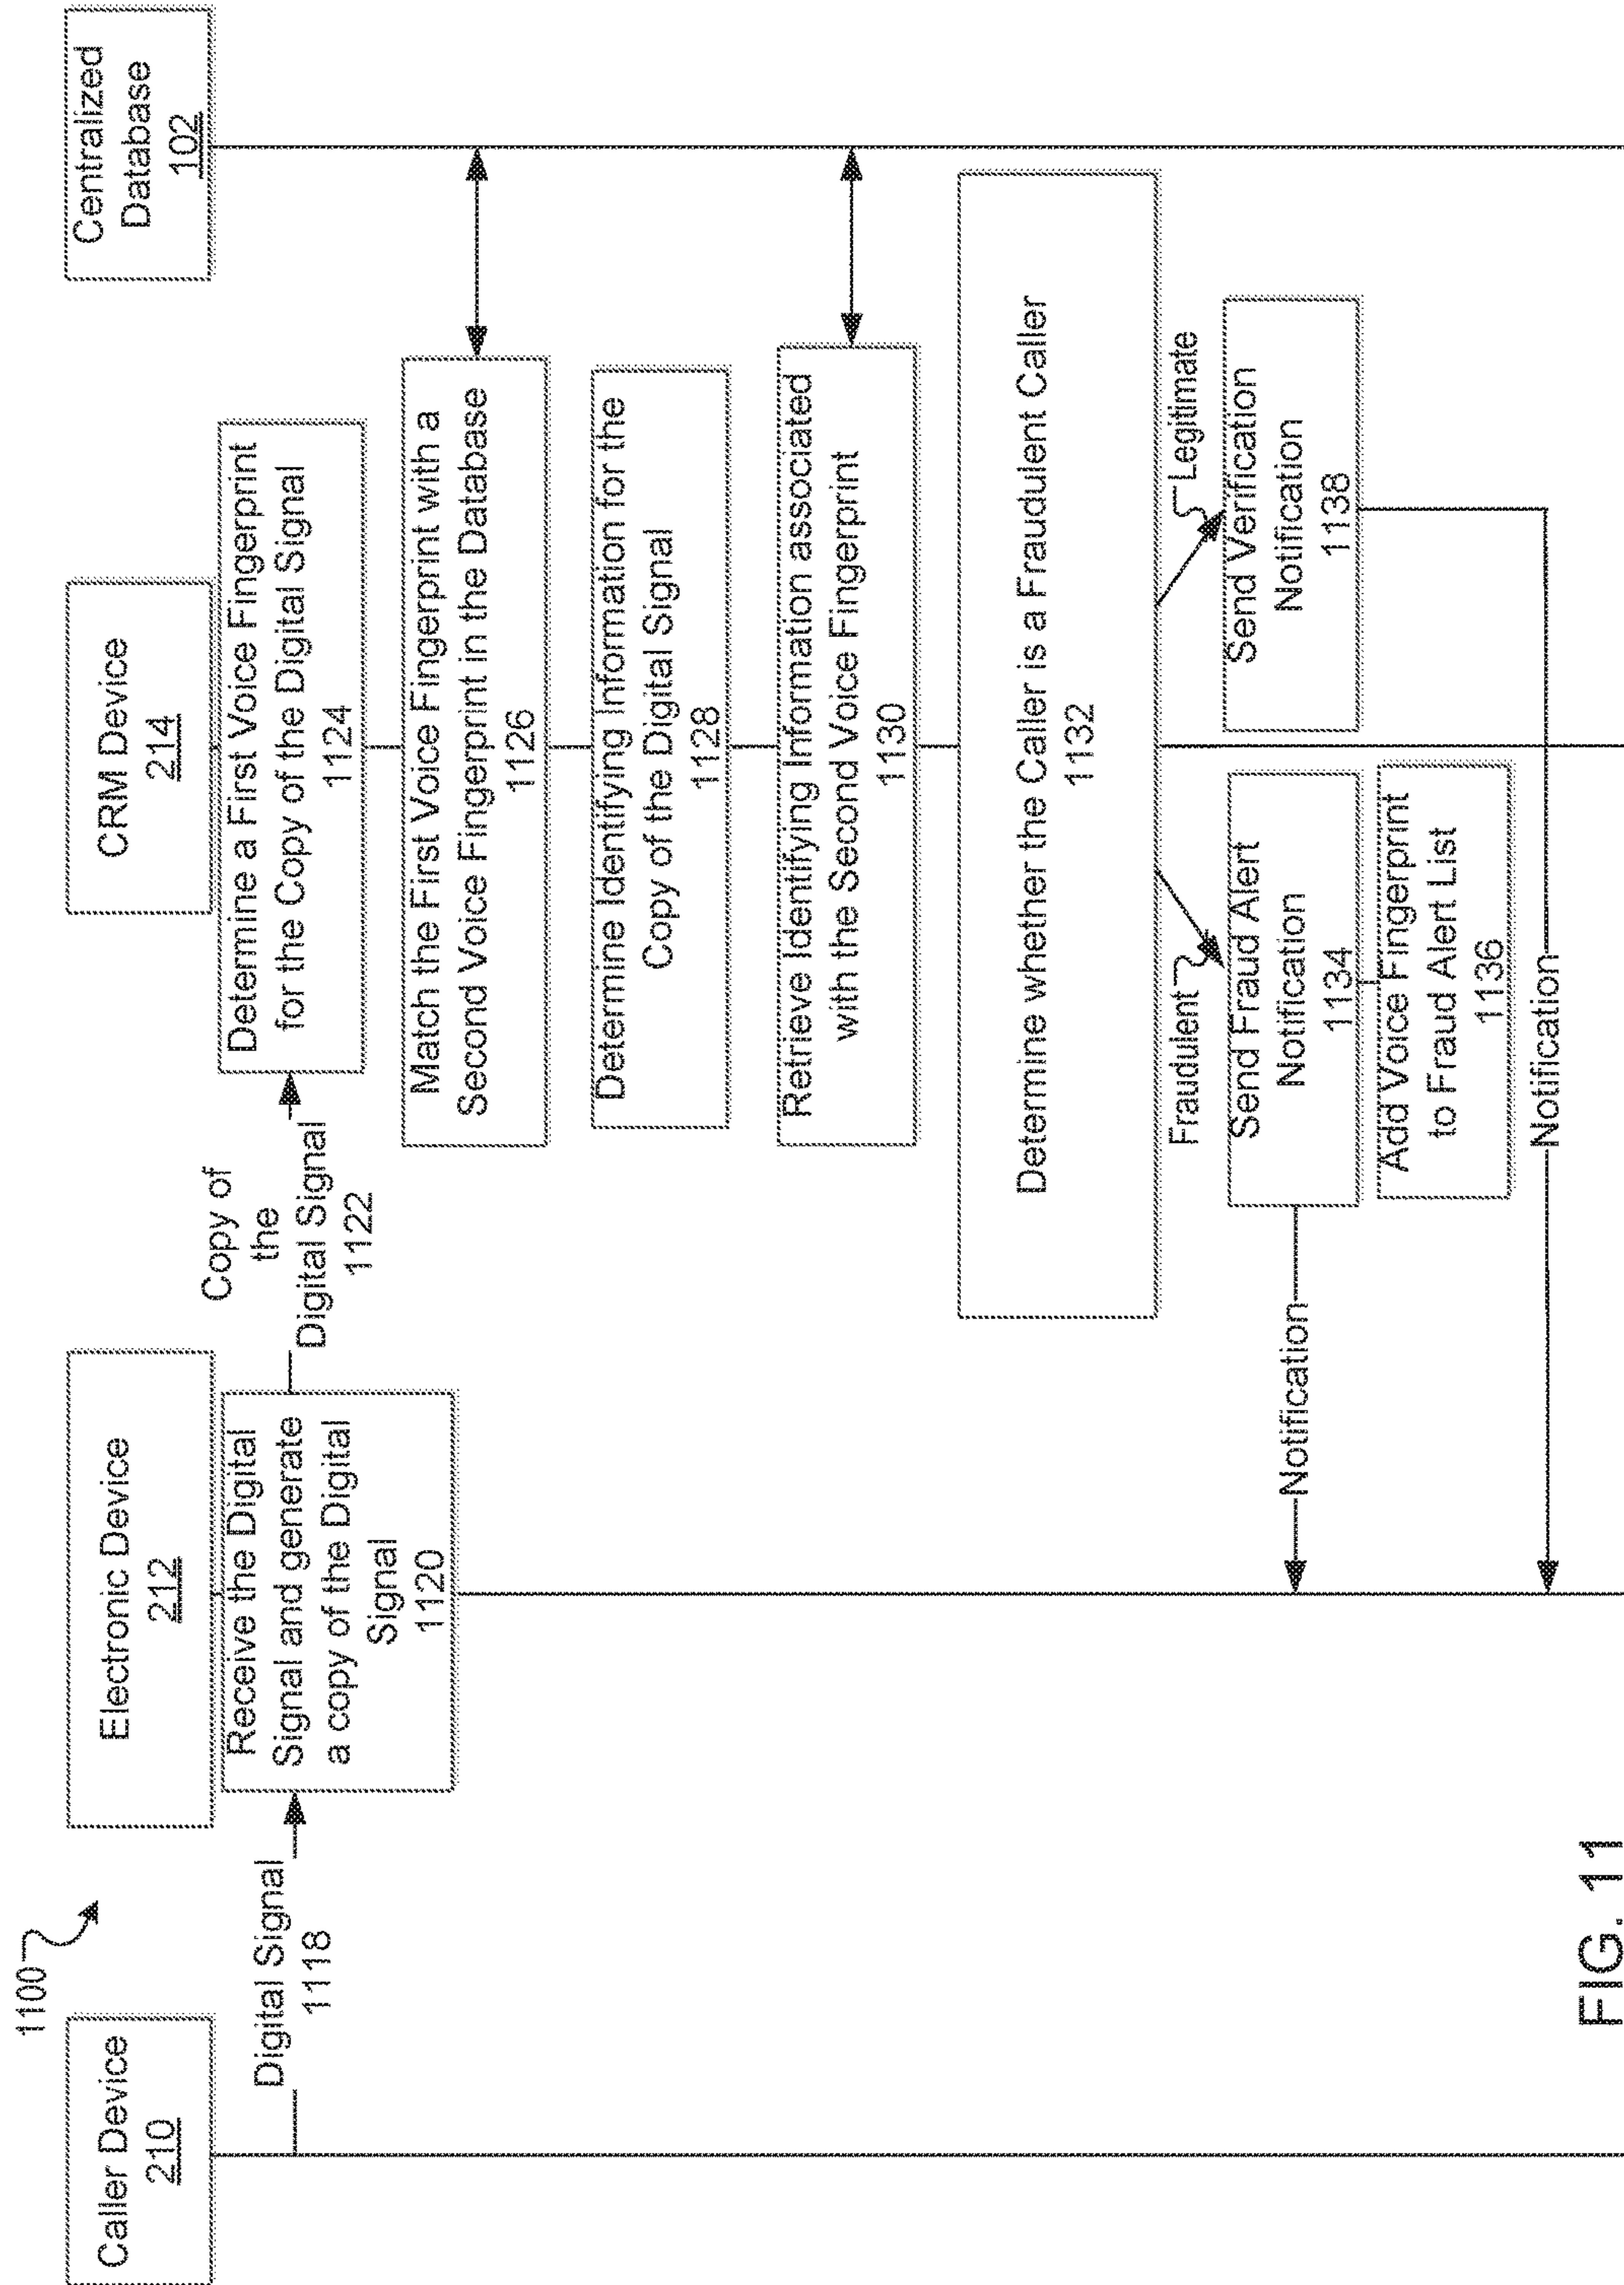 1100
Caller Device
210
Electronic Device
212
CRM Device
214
Centralized
Database
102
Digital Signal
1118
Receive the Digital
Signal and generate
a copy of the Digital
Signal
1120
Copy of
the
Digital Signal
1122
Determine a First Voice Fingerprint
for the Copy of the Digital Signal
1124
Match the First Voice Fingerprint with a
Second Voice Fingerprint in the Database
1126
Determine Identifying Information for the
Copy of the Digital Signal
1128
Retrieve Identifying Information associated
with the Second Voice Fingerprint
1130
Determine whether the Caller is a Fraudulent Caller
1132
Fraudulent
Legitimate
Send Fraud Alert
Notification
1134
Send Verification
Notification
1138
Notification
Add Voice Fingerprint
to Fraud Alert List
1136
Notification
FIG. 11